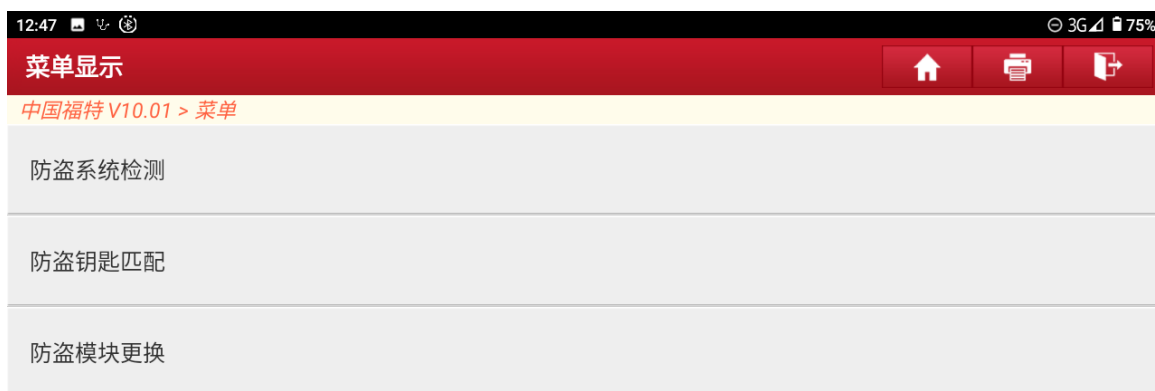 12:47 3G 75%
菜单显示
中国福特 V10.01 > 菜单
防盗系统检测
防盗钥匙匹配
防盗模块更换